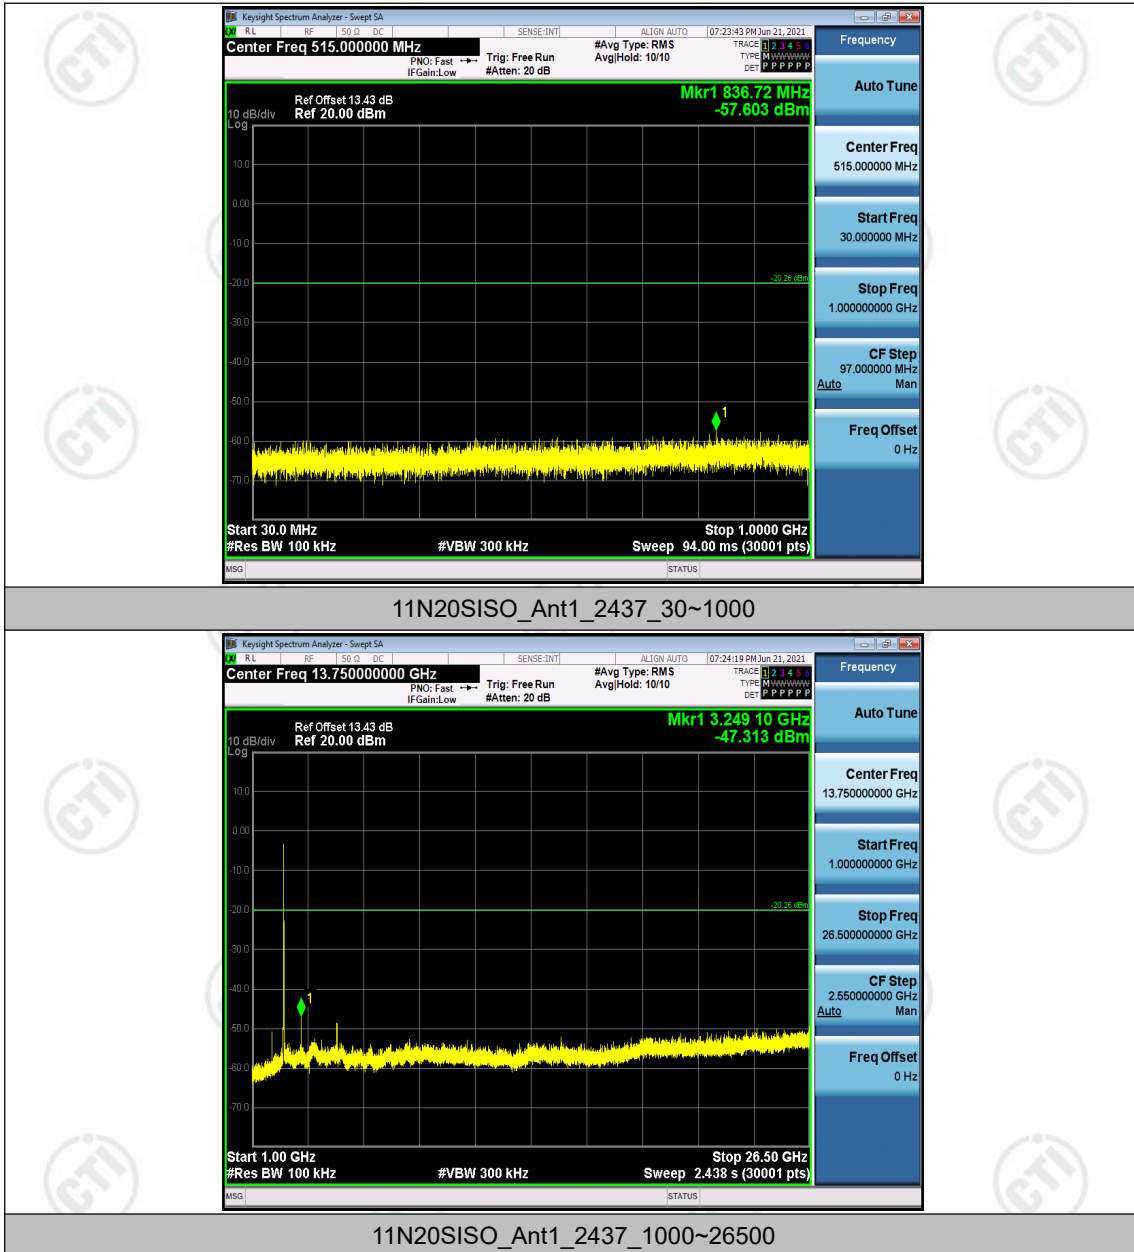 Keysight Spectrum Analyzer - Swept SA
RL RF 50 Ω DC SENSE:INT ALIGN AUTO 07:23:43 PM Jun 21, 2021
Center Freq 515.000000 MHz
PNO: Fast
IFGain:Low
Trig: Free Run
#Atten: 20 dB
#Avg Type: RMS
Avg|Hold: 10/10
TRACE 1 2 3 4 5 6
TYPE M W W W W W
DET P P P P P P
Frequency
Auto Tune
Center Freq
515.000000 MHz
Start Freq
30.000000 MHz
Stop Freq
1.000000000 GHz
CF Step
97.000000 MHz
Auto Man
Freq Offset
0 Hz
Mkr1 836.72 MHz
-57.603 dBm
Ref Offset 13.43 dB
10 dB/div Ref 20.00 dBm
Log
10.0
0.00
-10.0
-20.0
-20.26 dBm
-30.0
-40.0
-50.0
1
-60.0
-70.0
Start 30.0 MHz Stop 1.0000 GHz
#Res BW 100 kHz #VBW 300 kHz Sweep 94.00 ms (30001 pts)
MSG STATUS
11N20SISO_Ant1_2437_30~1000
Keysight Spectrum Analyzer - Swept SA
RL RF 50 Ω DC SENSE:INT ALIGN AUTO 07:24:19 PM Jun 21, 2021
Center Freq 13.750000000 GHz
PNO: Fast
IFGain:Low
Trig: Free Run
#Atten: 20 dB
#Avg Type: RMS
Avg|Hold: 10/10
TRACE 1 2 3 4 5 6
TYPE M W W W W W
DET P P P P P P
Frequency
Auto Tune
Center Freq
13.750000000 GHz
Start Freq
1.000000000 GHz
Stop Freq
26.500000000 GHz
CF Step
2.550000000 GHz
Auto Man
Freq Offset
0 Hz
Mkr1 3.249 10 GHz
-47.313 dBm
Ref Offset 13.43 dB
10 dB/div Ref 20.00 dBm
Log
10.0
0.00
-10.0
-20.0
-20.26 dBm
-30.0
-40.0
1
-50.0
-60.0
-70.0
Start 1.00 GHz Stop 26.50 GHz
#Res BW 100 kHz #VBW 300 kHz Sweep 2.438 s (30001 pts)
MSG STATUS
11N20SISO_Ant1_2437_1000~26500
CTI
CTI
CTI
CTI
CTI
CTI
CTI
CTI